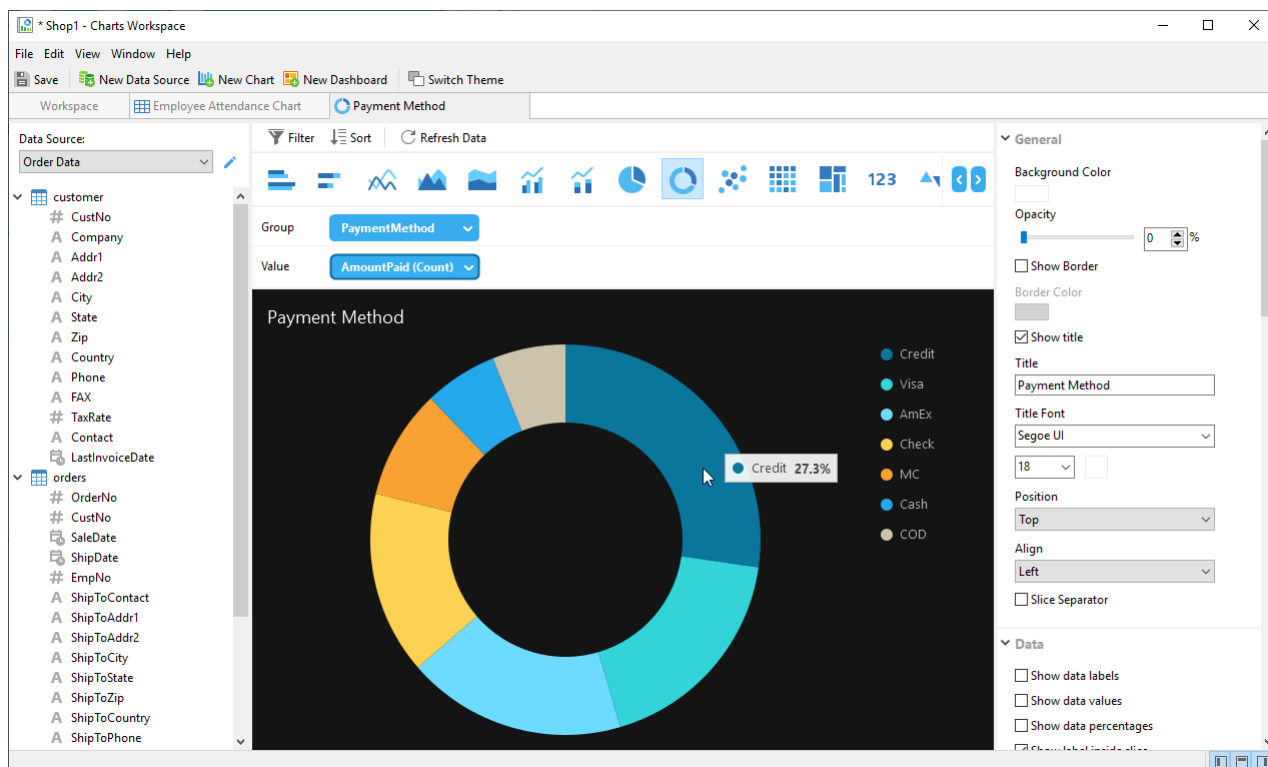 * Shop1 - Charts Workspace
File Edit View Window Help
Save New Data Source New Chart New Dashboard Switch Theme
Workspace Employee Attendance Chart Payment Method
Data Source:
Order Data
customer
CustNo
Company
Addr1
Addr2
City
State
Zip
Country
Phone
FAX
TaxRate
Contact
LastInvoiceDate
orders
OrderNo
CustNo
SaleDate
ShipDate
EmpNo
ShipToContact
ShipToAddr1
ShipToAddr2
ShipToCity
ShipToState
ShipToZip
ShipToCountry
ShipToPhone
Filter Sort Refresh Data
123
Group PaymentMethod
Value AmountPaid (Count)
Payment Method
Credit
Visa
AmEx
Check
MC
Cash
COD
Credit 27.3%
General
Background Color
Opacity
0 %
Show Border
Border Color
Show title
Title
Payment Method
Title Font
Segoe UI
18
Position
Top
Align
Left
Slice Separator
Data
Show data labels
Show data values
Show data percentages
Show label inside slice